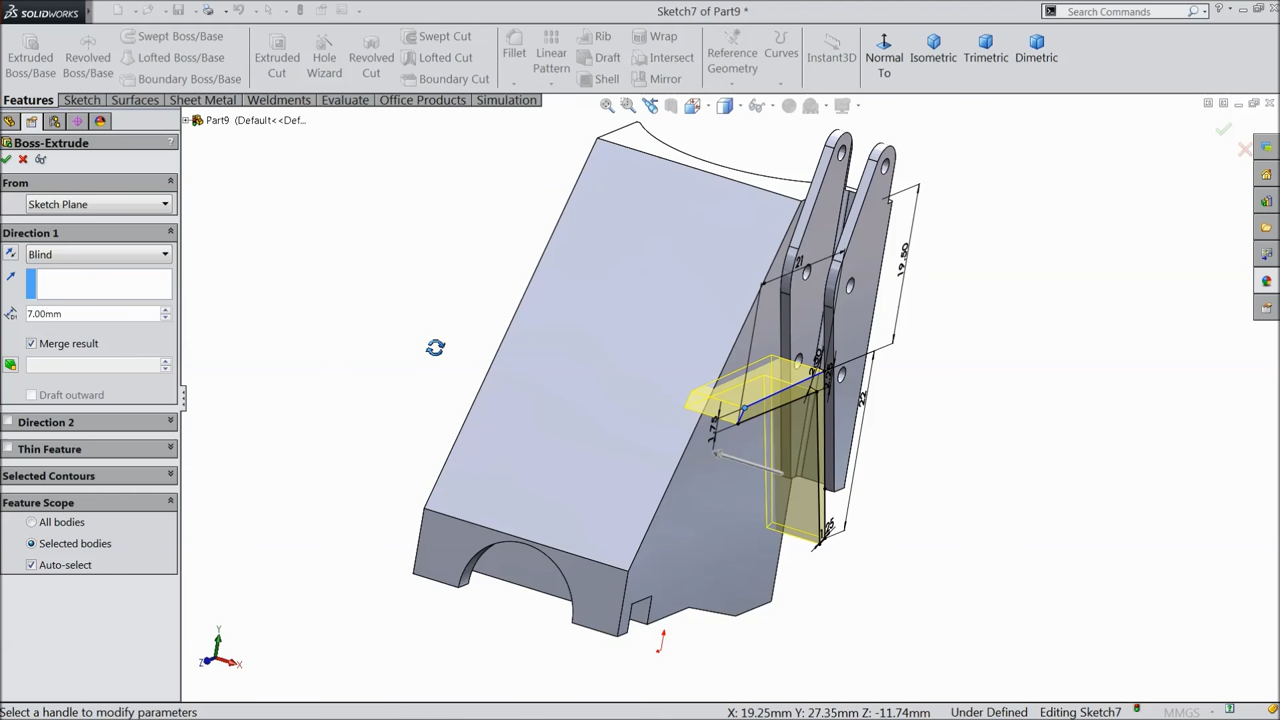 SOLIDWORKS
Sketch7 of Part9 *
Search Commands
Extruded Boss/Base
Revolved Boss/Base
Swept Boss/Base
Lofted Boss/Base
Boundary Boss/Base
Extruded Cut
Hole Wizard
Revolved Cut
Swept Cut
Lofted Cut
Boundary Cut
Fillet
Linear Pattern
Rib
Draft
Shell
Wrap
Intersect
Mirror
Reference Geometry
Curves
Instant3D
Normal To
Isometric
Trimetric
Dimetric
Features
Sketch
Surfaces
Sheet Metal
Weldments
Evaluate
Office Products
Simulation
Part9 (Default<<Def...
Boss-Extrude
?
From
Sketch Plane
Direction 1
Blind
7.00mm
Merge result
Draft outward
Direction 2
Thin Feature
Selected Contours
Feature Scope
All bodies
Selected bodies
Auto-select
21
19.50
32
1.75
Y
Z
X
Select a handle to modify parameters
X: 19.25mm Y: 27.35mm Z: -11.74mm
Under Defined
Editing Sketch7
MMGS